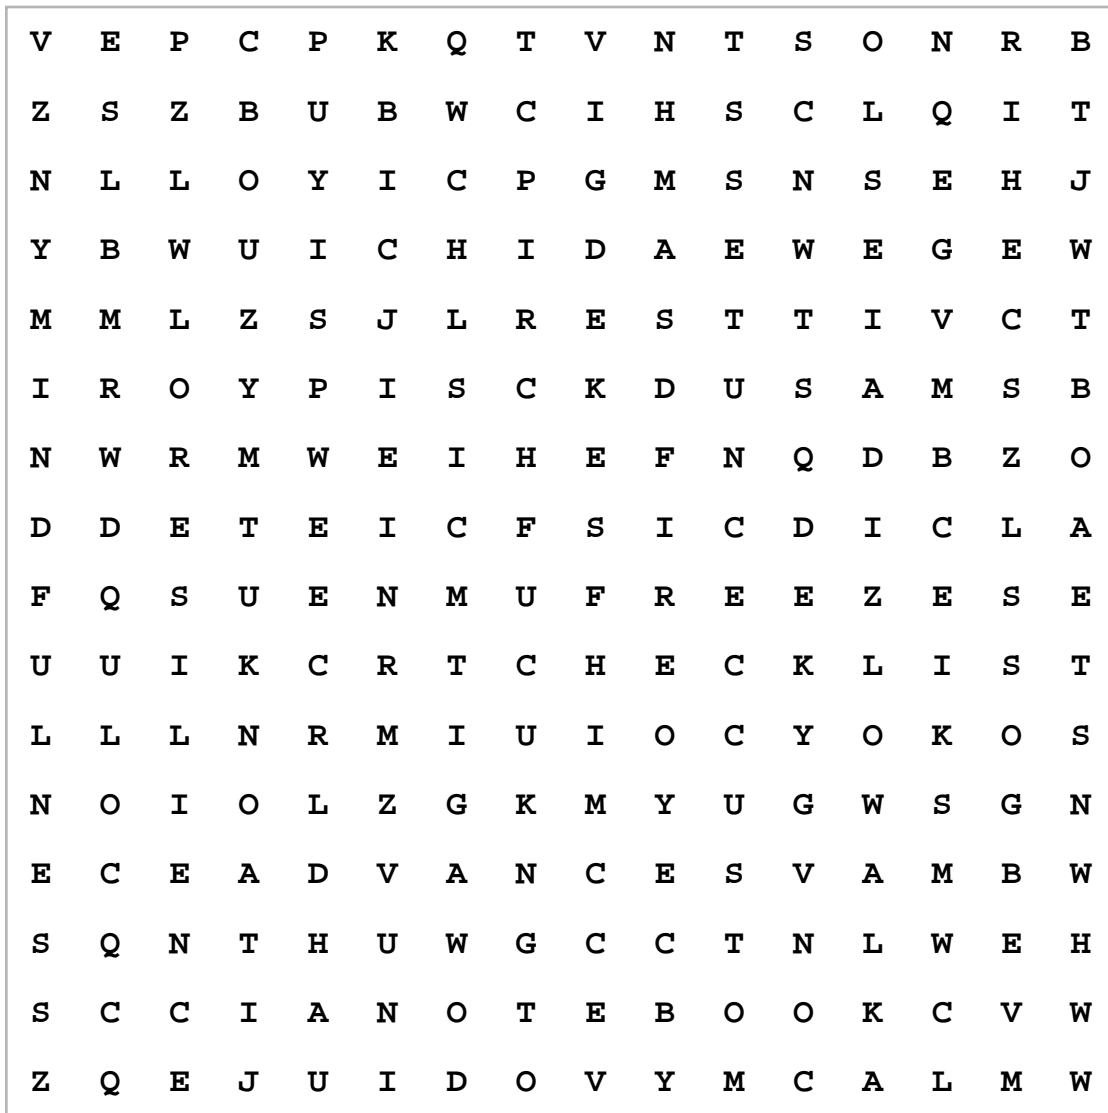 V E P C P K Q T V N T S O N R B
Z S Z B U B W C I H S C L Q I T
N L L O Y I C P G M S N S E H J
Y B W U I C H I D A E W E G E W
M M L Z S J L R E S T T I V C T
I R O Y P I S C K D U S A M S B
N W R M W E I H E F N Q D B Z O
D D E T E I C F S I C D I C L A
F Q S U E N M U F R E E Z E S E
U U I K C R T C H E C K L I S T
L L L N R M I U I O C Y O K O S
N O I O L Z G K M Y U G W S G N
E C E A D V A N C E S V A M B W
S Q N T H U W G C C T N L W E H
S C C I A N O T E B O O K C V W
Z Q E J U I D O V Y M C A L M W